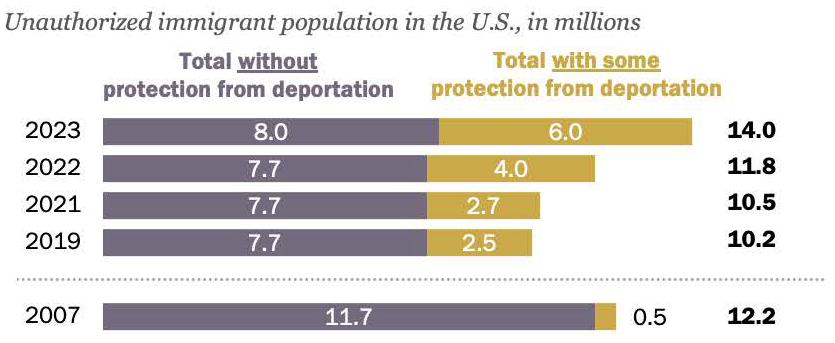 Unauthorized immigrant population in the U.S., in millions
Total without Total with some
protection from deportation protection from deportation
2023 8.0 6.0 14.0
2022 7.7 4.0 11.8
2021 7.7 2.7 10.5
2019 7.7 2.5 10.2
2007 11.7 0.5 12.2